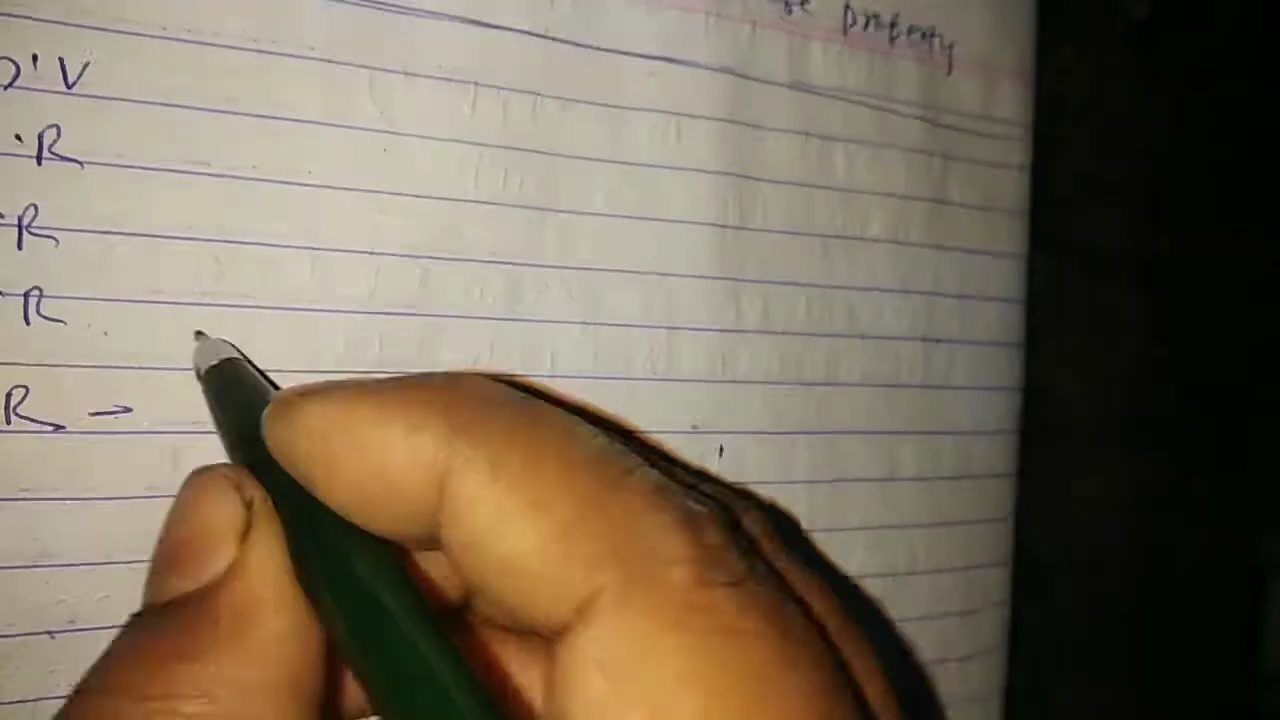 property
D'V
·R
·R
R
R →